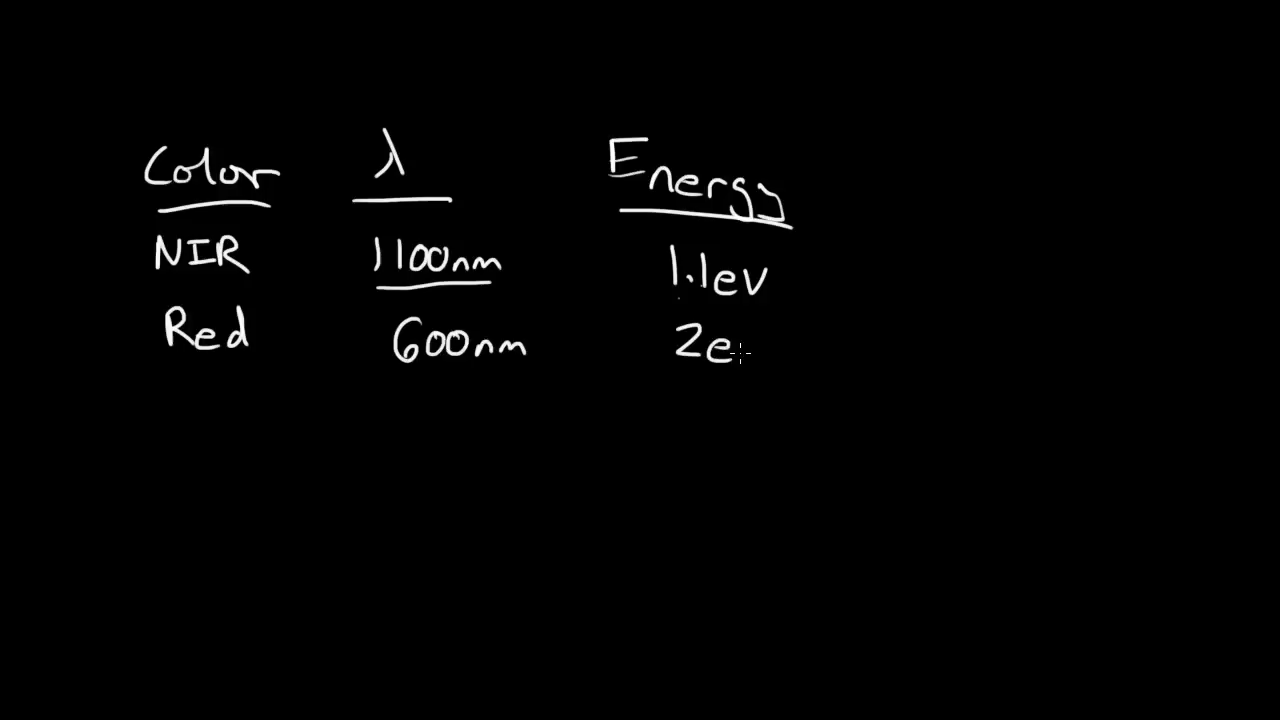 Color λ Energy
NIR 1100nm 1.1ev
Red 600nm 2e